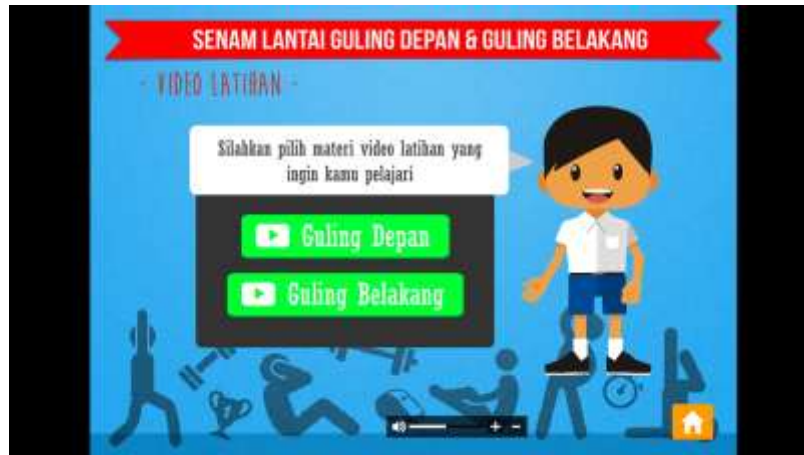 SENAM LANTAI GULING DEPAN & GULING BELAKANG
- VIDEO LATIHAN -
Silahkan pilih materi video latihan yang
ingin kamu pelajari
Guling Depan
Guling Belakang